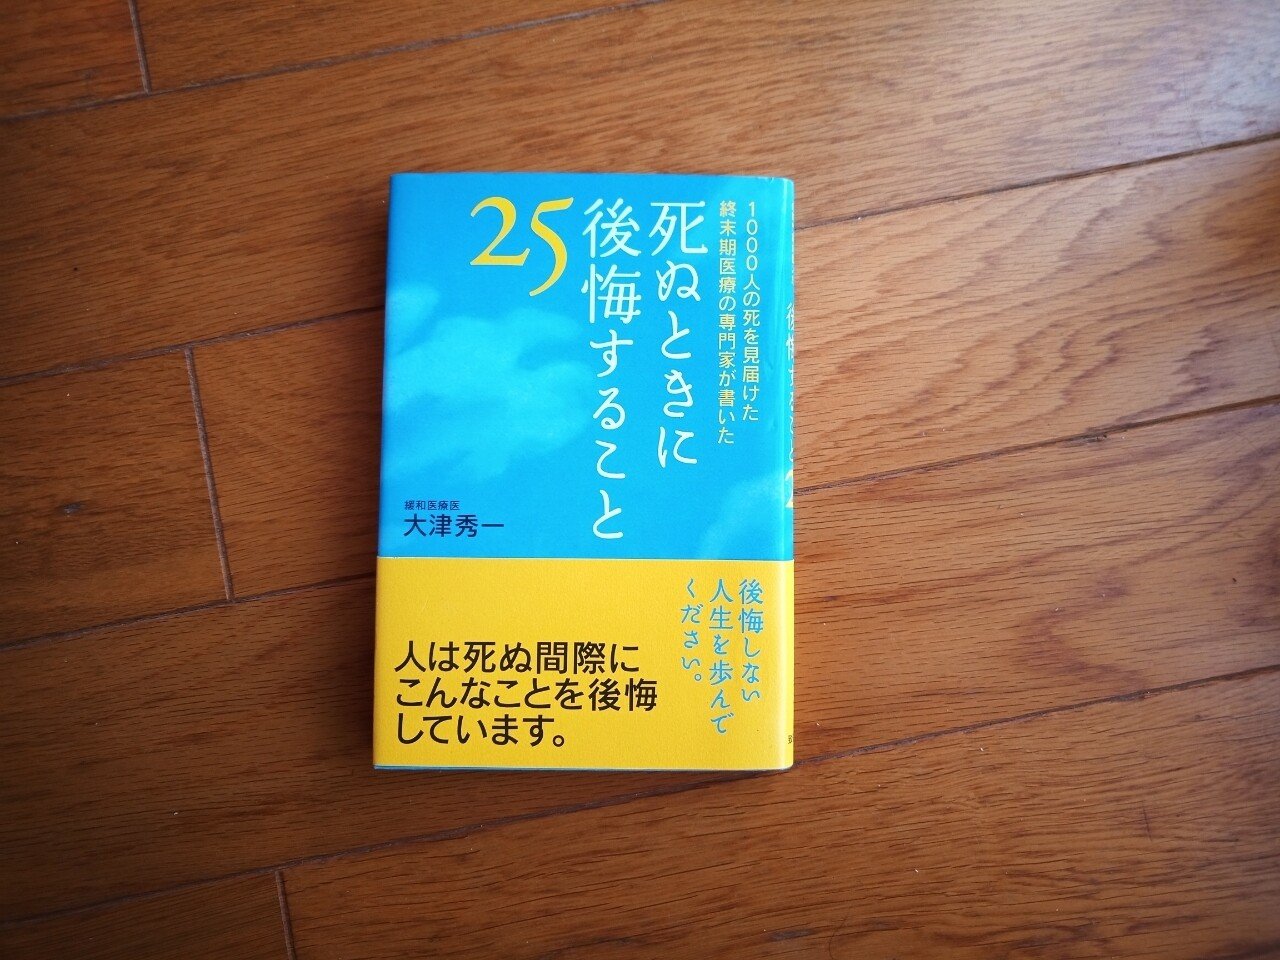 1000人の死を見届けた
終末期医療の専門家が書いた
死ぬときに
後悔すること
25
緩和医療医
大津秀一
後悔しない
人生を歩んで
ください。
人は死ぬ間際に
こんなことを後悔
しています。